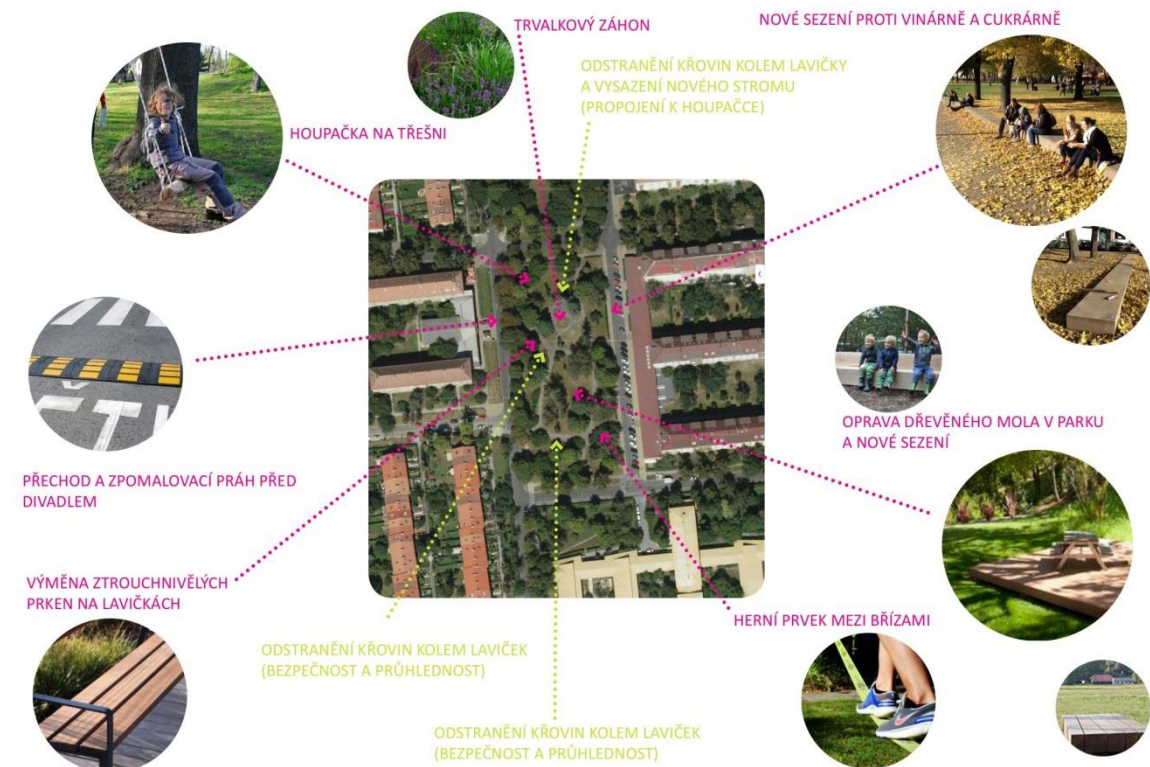 TRVALKOVÝ ZÁHON
NOVÉ SEZENÍ PROTI VINÁRNĚ A CUKRÁRNĚ
ODSTRANĚNÍ KŘOVIN KOLEM LAVIČKY
A VYSAZENÍ NOVÉHO STROMU
(PROPOJENÍ K HOUPAČCE)
HOUPAČKA NA TŘEŠNI
OPRAVA DŘEVĚNÉHO MOLA V PARKU
A NOVÉ SEZENÍ
PŘECHOD A ZPOMALOVACÍ PRÁH PŘED
DIVADLEM
VÝMĚNA ZTROUCHNIVĚLÝCH
PRKEN NA LAVIČKÁCH
HERNÍ PRVEK MEZI BŘÍZAMI
ODSTRANĚNÍ KŘOVIN KOLEM LAVIČEK
(BEZPEČNOST A PRŮHLEDNOST)
ODSTRANĚNÍ KŘOVIN KOLEM LAVIČEK
(BEZPEČNOST A PRŮHLEDNOST)